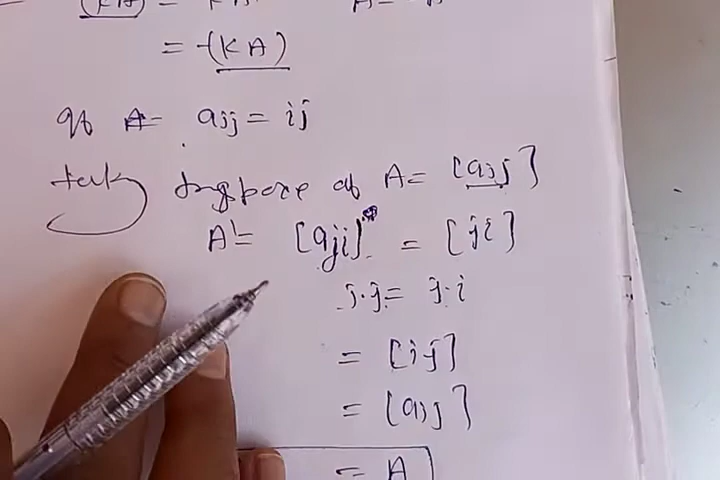 = -(KA)
If A= aij = ij
taking transpose of A = [aij]
A' = [aji] = [ji]
j.j = j.i
= [ij]
= [aij]
= A